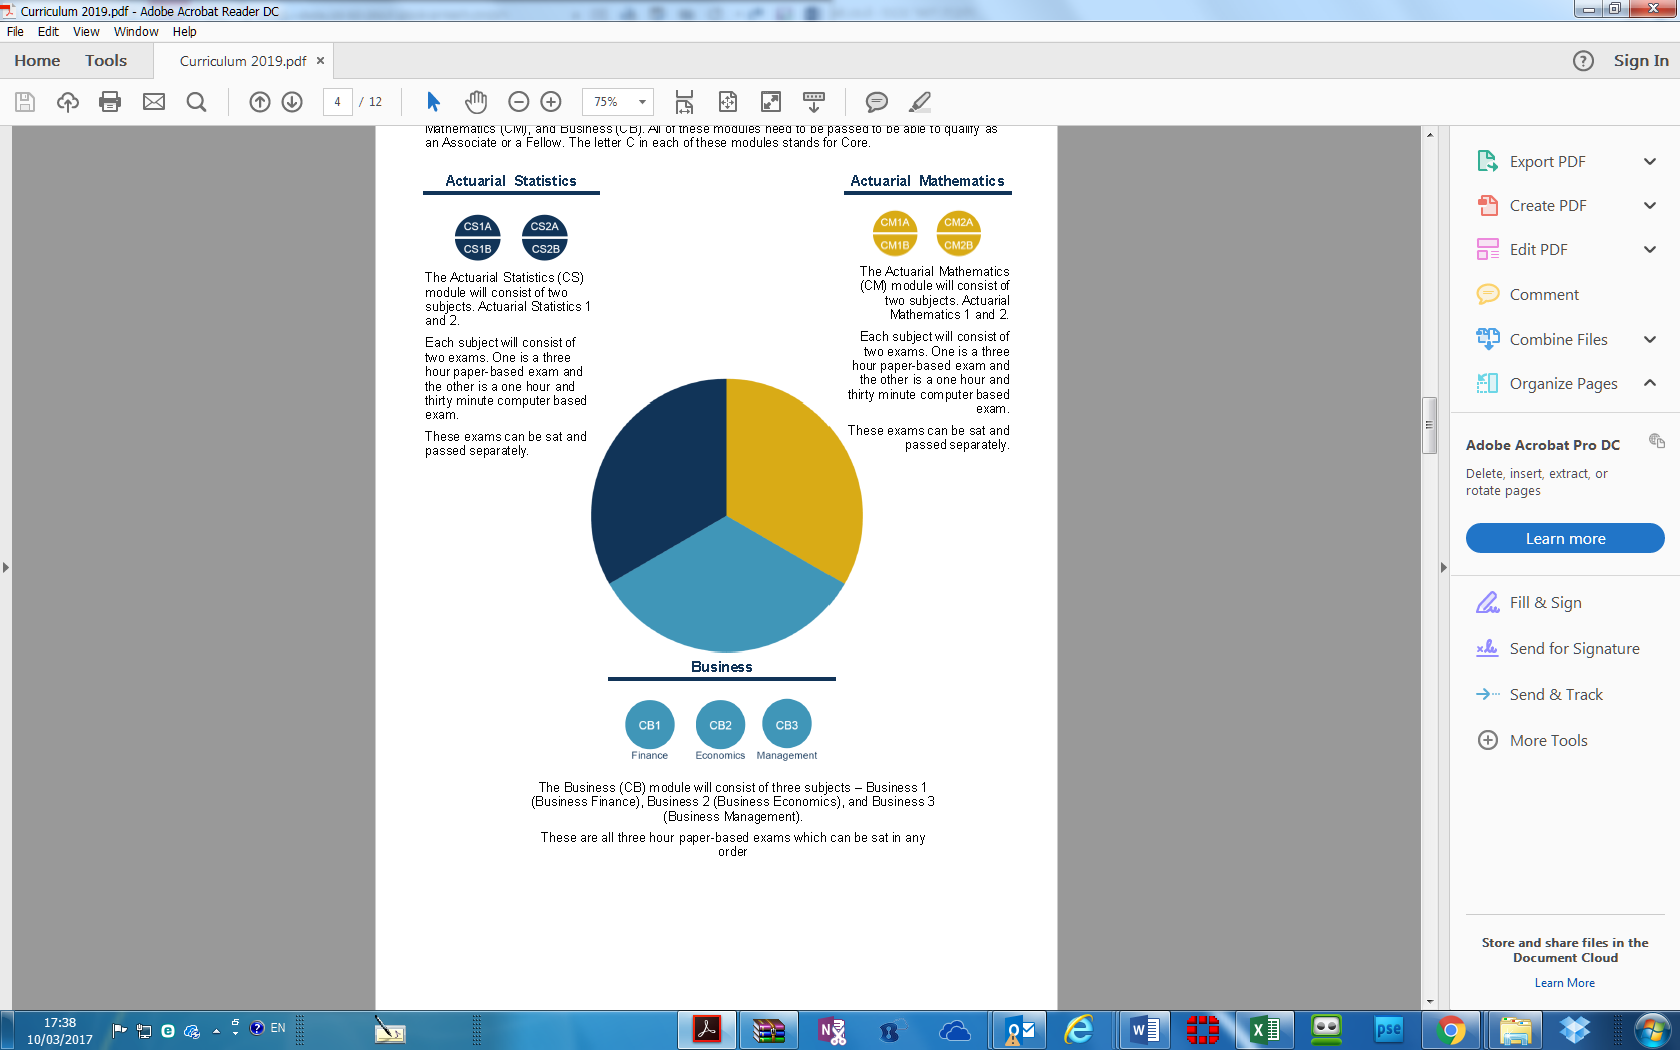 Curriculum 2019.pdf - Adobe Acrobat Reader DC
File Edit View Window Help
Home Tools Curriculum 2019.pdf × Sign In
4 / 12 75%
Mathematics (CM), and Business (CB). All of these modules need to be passed to be able to qualify as
an Associate or a Fellow. The letter C in each of these modules stands for Core.
Actuarial Statistics
CS1A CS2A
CS1B CS2B
The Actuarial Statistics (CS)
module will consist of two
subjects. Actuarial Statistics 1
and 2.
Each subject will consist of
two exams. One is a three
hour paper-based exam and
the other is a one hour and
thirty minute computer based
exam.
These exams can be sat and
passed separately.
Actuarial Mathematics
CM1A CM2A
CM1B CM2B
The Actuarial Mathematics
(CM) module will consist of
two subjects. Actuarial
Mathematics 1 and 2.
Each subject will consist of
two exams. One is a three
hour paper-based exam and
the other is a one hour and
thirty minute computer based
exam.
These exams can be sat and
passed separately.
Business
CB1 CB2 CB3
Finance Economics Management
The Business (CB) module will consist of three subjects – Business 1
(Business Finance), Business 2 (Business Economics), and Business 3
(Business Management).
These are all three hour paper-based exams which can be sat in any
order
Export PDF
Create PDF
Edit PDF
Comment
Combine Files
Organize Pages
Adobe Acrobat Pro DC
Delete, insert, extract, or
rotate pages
Learn more
Fill & Sign
Send for Signature
Send & Track
More Tools
Store and share files in the
Document Cloud
Learn More
17:38
10/03/2017
EN
pse